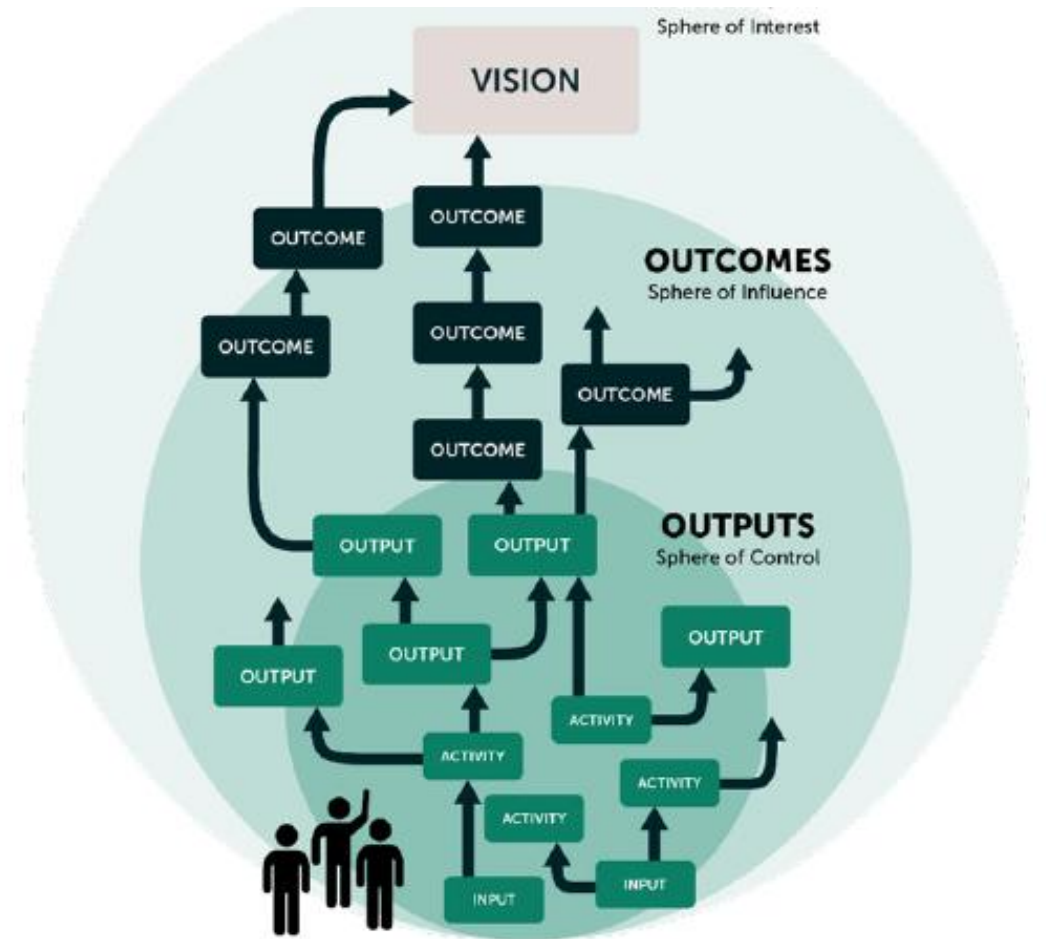 Sphere of Interest
VISION
OUTCOME
OUTCOME
OUTCOMES
Sphere of Influence
OUTCOME
OUTCOME
OUTCOME
OUTCOME
OUTPUTS
Sphere of Control
OUTPUT
OUTPUT
OUTPUT
OUTPUT
OUTPUT
ACTIVITY
ACTIVITY
ACTIVITY
ACTIVITY
INPUT
INPUT